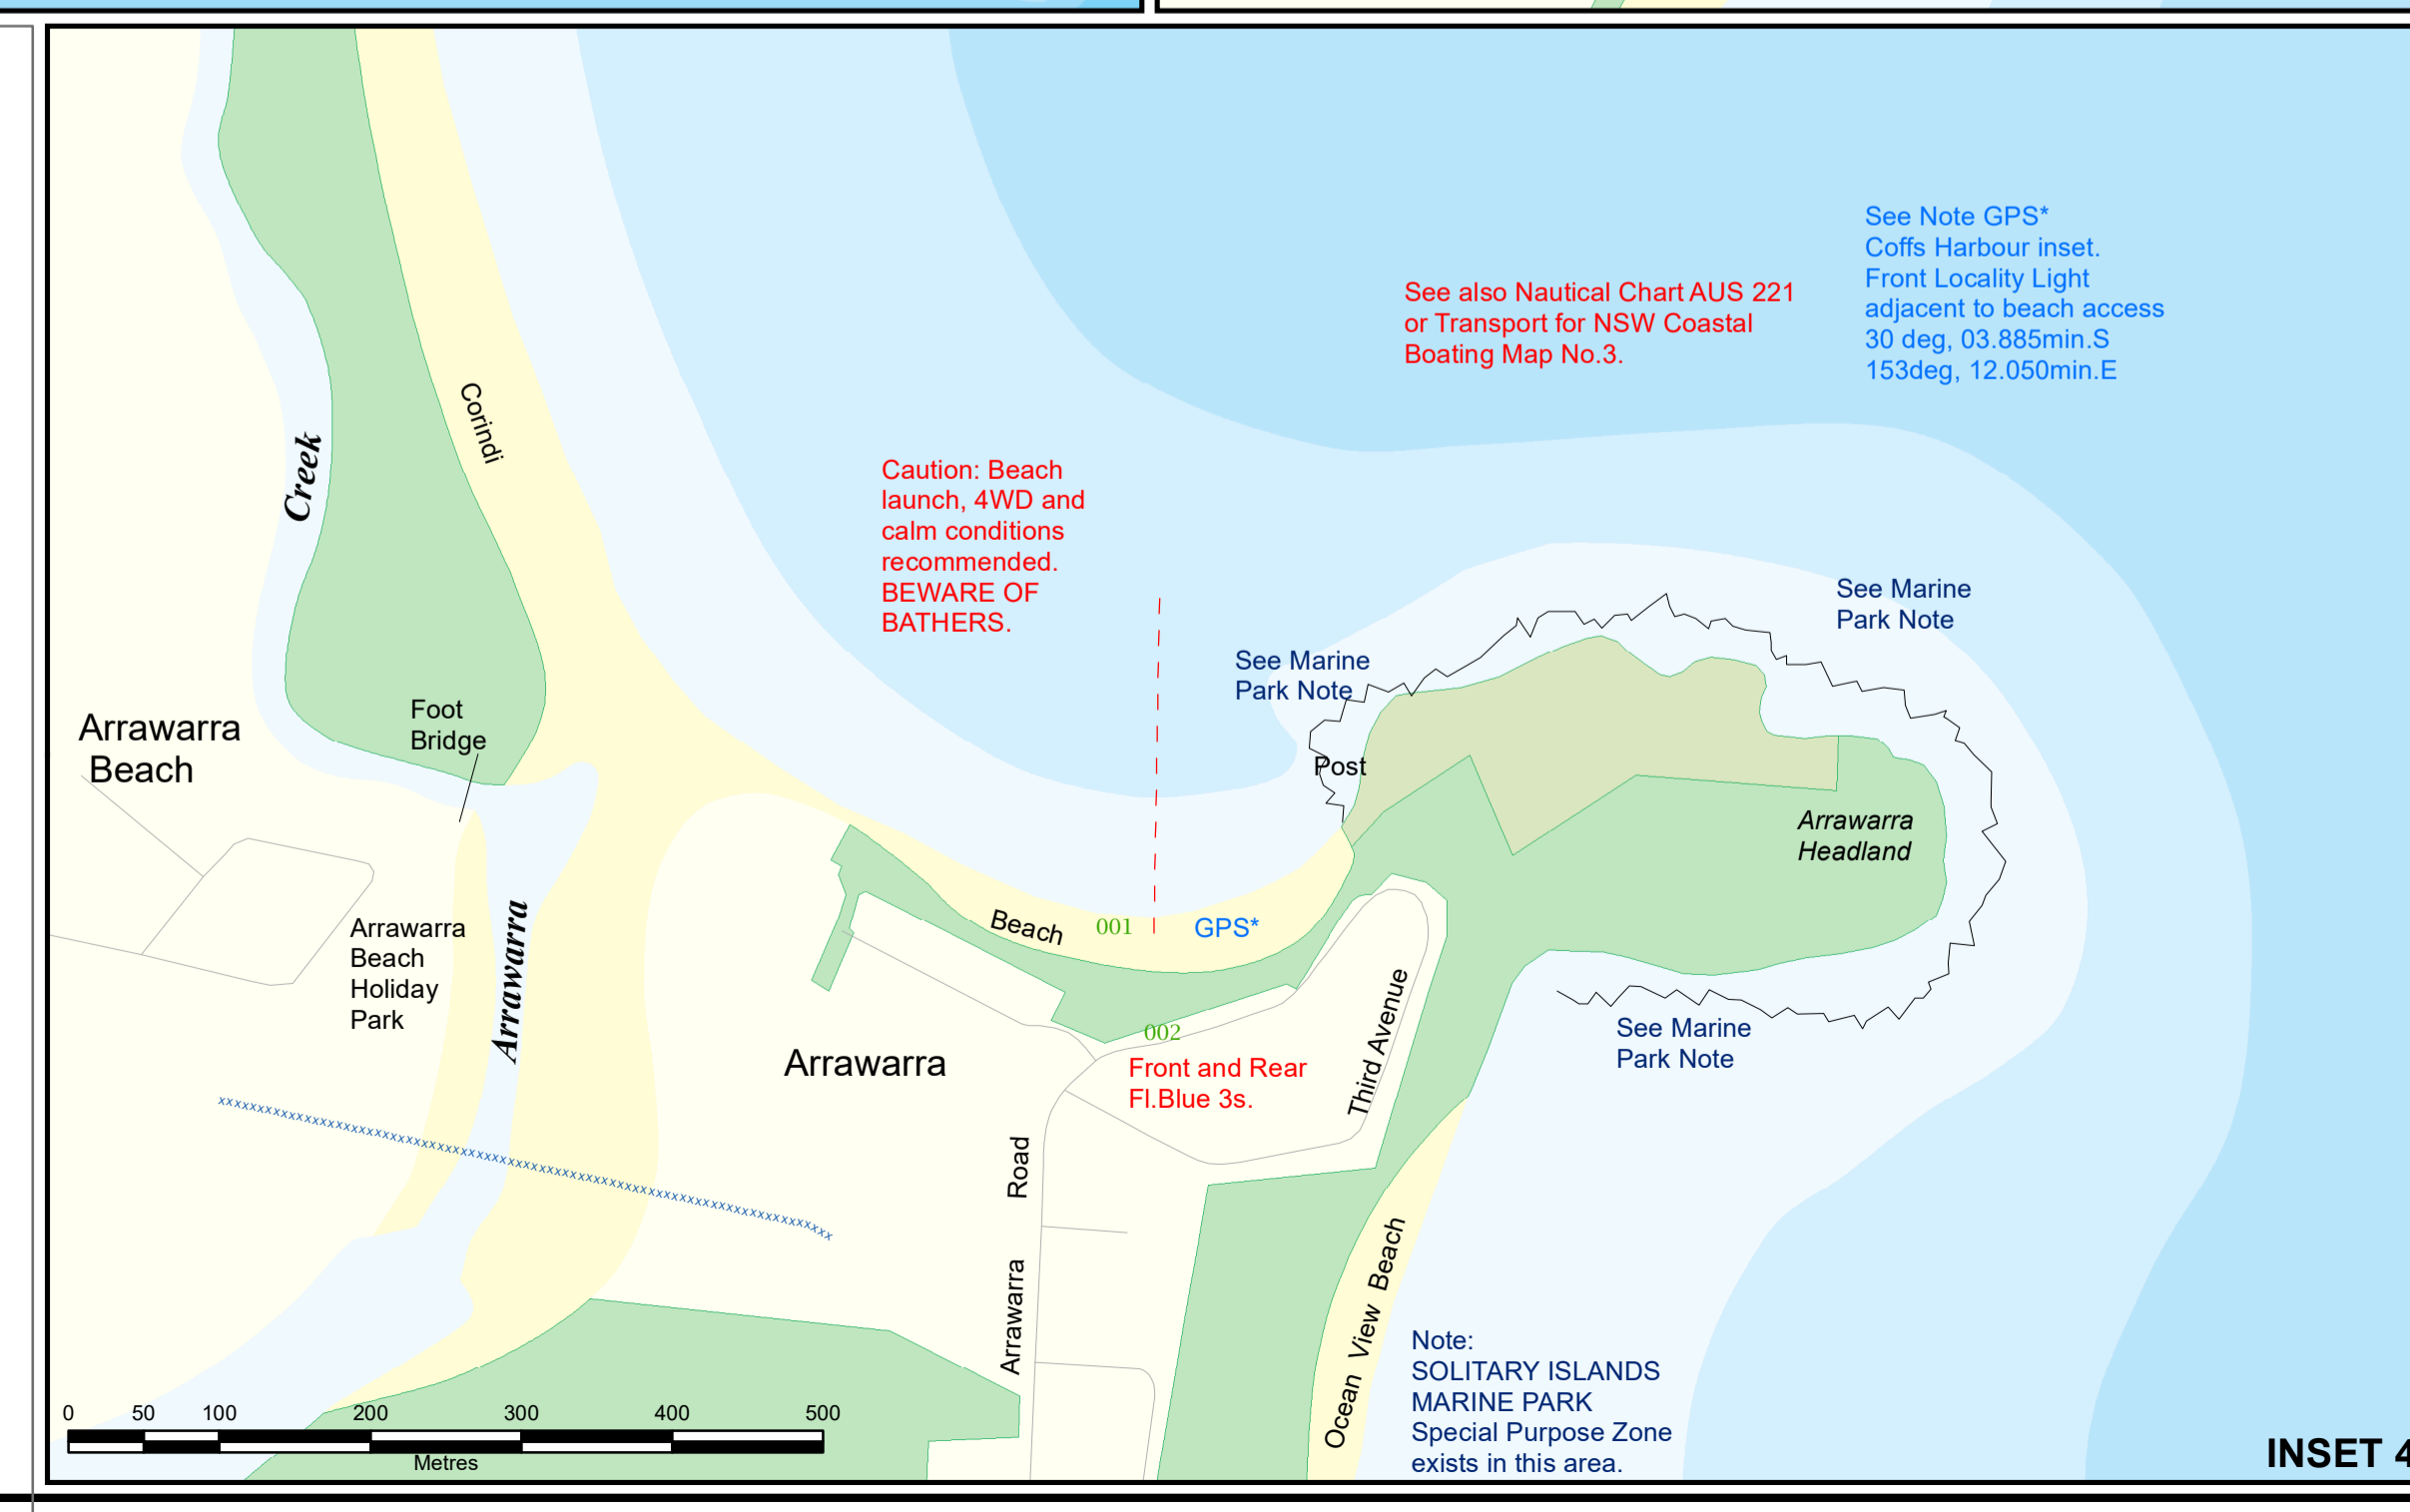 See Note GPS*
Coffs Harbour inset.
Front Locality Light
adjacent to beach access
30 deg, 03.885min.S
153deg, 12.050min.E
See also Nautical Chart AUS 221
or Transport for NSW Coastal
Boating Map No.3.
Corindi
Creek
Caution: Beach
launch, 4WD and
calm conditions
recommended.
BEWARE OF
BATHERS.
See Marine
Park Note
See Marine
Park Note
Foot
Bridge
Arrawarra
Beach
Post
Arrawarra
Headland
Arrawarra
Beach
Holiday
Park
Arrawarra
Beach
001
GPS*
002
Front and Rear
Fl.Blue 3s.
Third Avenue
Arrawarra
See Marine
Park Note
Road
Arrawarra
Ocean View Beach
Note:
SOLITARY ISLANDS
MARINE PARK
Special Purpose Zone
exists in this area.
0 50 100 200 300 400 500
Metres
INSET 4